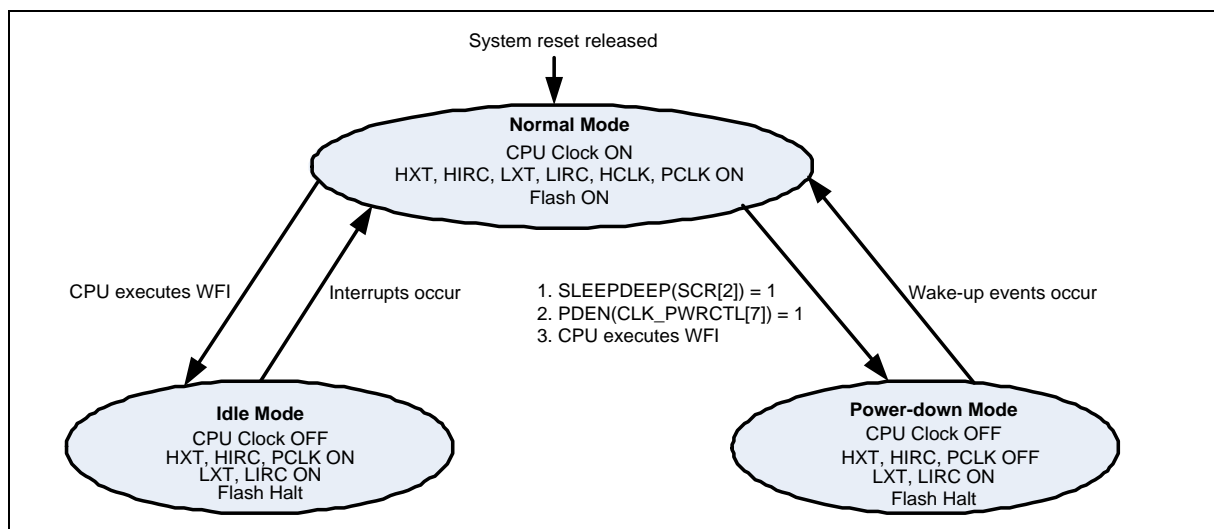 System reset released
Normal Mode
CPU Clock ON
HXT, HIRC, LXT, LIRC, HCLK, PCLK ON
Flash ON
CPU executes WFI
Interrupts occur
1. SLEEPDEEP(SCR[2]) = 1
2. PDEN(CLK_PWRCTL[7]) = 1
3. CPU executes WFI
Wake-up events occur
Idle Mode
CPU Clock OFF
HXT, HIRC, PCLK ON
LXT, LIRC ON
Flash Halt
Power-down Mode
CPU Clock OFF
HXT, HIRC, PCLK OFF
LXT, LIRC ON
Flash Halt